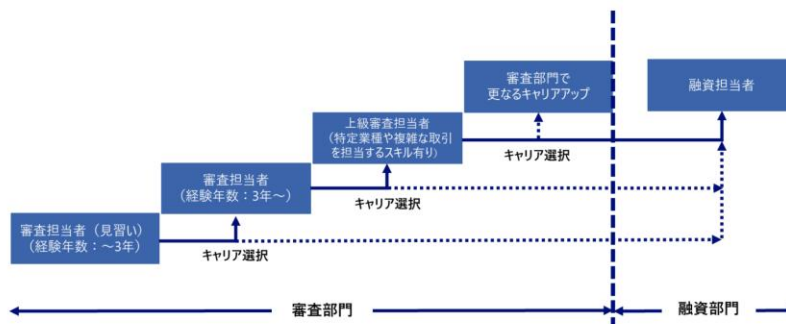 審査部門で
更なるキャリアアップ
融資担当者
上級審査担当者
（特定業種や複雑な取引
を担当するスキル有り）
キャリア選択
審査担当者
（経験年数：3年～）
キャリア選択
審査担当者（見習い）
（経験年数：～3年）
キャリア選択
審査部門
融資部門